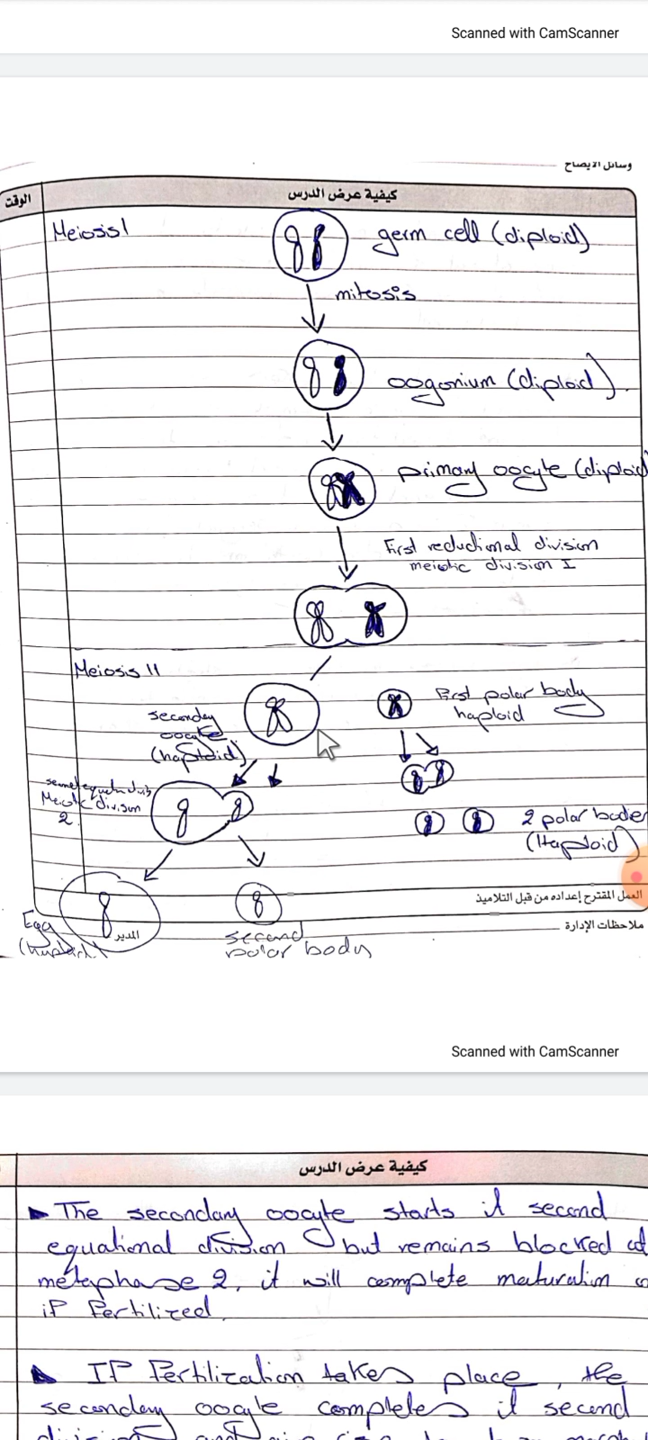 Scanned with CamScanner
وسائل الايضاح
الوقت
كيفية عرض الدرس
Meiosis I
germ cell (diploid)
mitosis
oogonium (diploid)
primary oocyte (diploid
First reductional division
meiotic division I
Meiosis II
First polar body
haploid
seconday
oocyte
(haploid)
Meiotic division
2
2 polar bodies
(Haploid)
العمل المقترح إعداده من قبل التلاميذ
Egg
(haploid)
المدير
second
polar body
ملاحظات الإدارة
Scanned with CamScanner
كيفية عرض الدرس
The secondary oocyte starts it second
equational division but remains blocked at
metaphase 2, it will complete maturation
if fertilized.
If Fertilization takes place, the
secondary oocyte completes it second